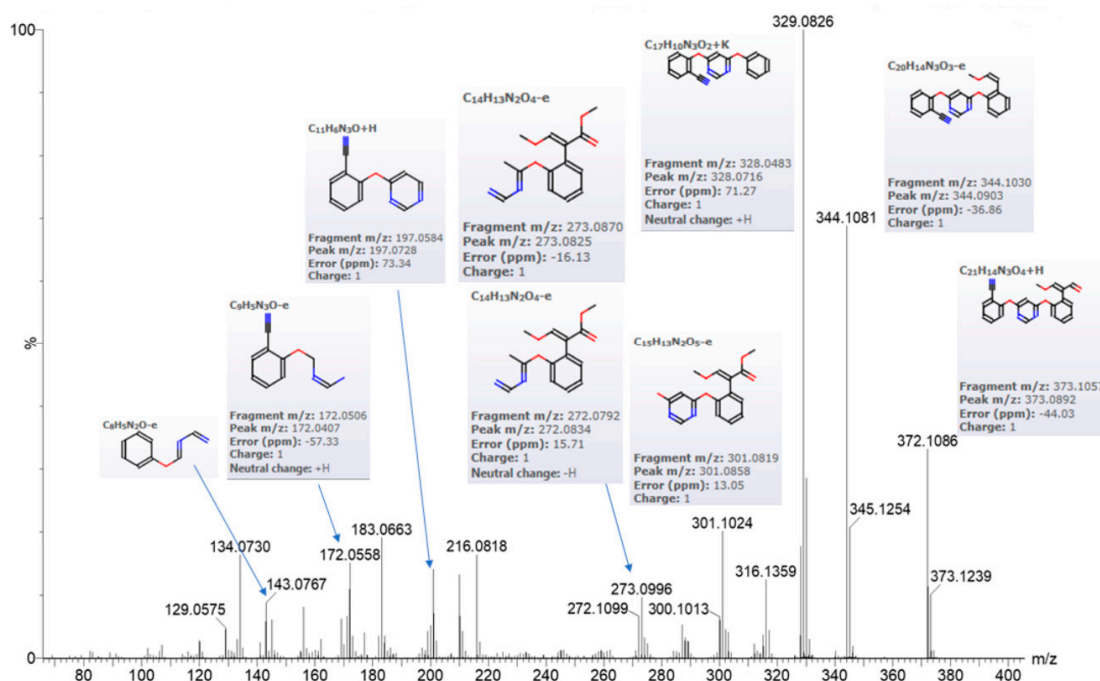 100
%
0
C₈H₅N₂O-e
C₉H₅N₃O-e
Fragment m/z: 172.0506
Peak m/z: 172.0407
Error (ppm): -57.33
Charge: 1
Neutral change: +H
C₁₁H₆N₃O+H
Fragment m/z: 197.0584
Peak m/z: 197.0728
Error (ppm): 73.34
Charge: 1
C₁₄H₁₃N₂O₄-e
Fragment m/z: 273.0870
Peak m/z: 273.0825
Error (ppm): -16.13
Charge: 1
C₁₄H₁₃N₂O₄-e
Fragment m/z: 272.0792
Peak m/z: 272.0834
Error (ppm): 15.71
Charge: 1
Neutral change: -H
C₁₇H₁₀N₃O₂+K
Fragment m/z: 328.0483
Peak m/z: 328.0716
Error (ppm): 71.27
Charge: 1
Neutral change: +H
C₁₅H₁₃N₂O₅-e
Fragment m/z: 301.0819
Peak m/z: 301.0858
Error (ppm): 13.05
Charge: 1
C₂₀H₁₄N₃O₃-e
Fragment m/z: 344.1030
Peak m/z: 344.0903
Error (ppm): -36.86
Charge: 1
C₂₁H₁₄N₃O₄+H
Fragment m/z: 373.1057
Peak m/z: 373.0892
Error (ppm): -44.03
Charge: 1
129.0575
134.0730
143.0767
172.0558
183.0663
216.0818
272.1099
273.0996
300.1013
301.1024
316.1359
329.0826
344.1081
345.1254
372.1086
373.1239
80 100 120 140 160 180 200 220 240 260 280 300 320 340 360 380 400
m/z